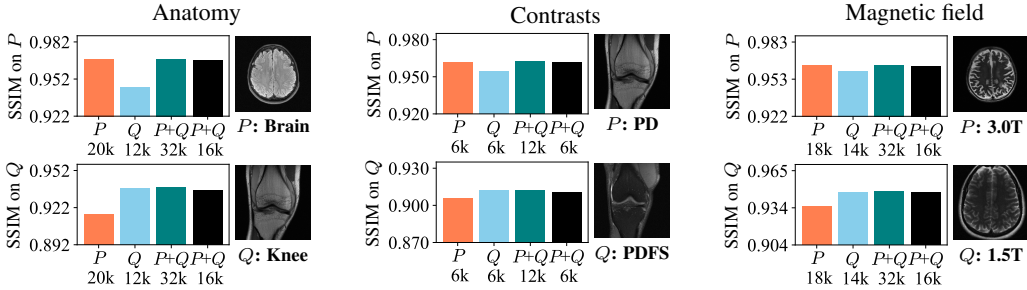 Anatomy
SSIM on P
0.982
0.952
0.922
P Q P+Q P+Q
20k 12k 32k 16k
P: Brain
SSIM on Q
0.952
0.922
0.892
P Q P+Q P+Q
20k 12k 32k 16k
Q: Knee
Contrasts
SSIM on P
0.980
0.950
0.920
P Q P+Q P+Q
6k 6k 12k 6k
P: PD
SSIM on Q
0.930
0.900
0.870
P Q P+Q P+Q
6k 6k 12k 6k
Q: PDFS
Magnetic field
SSIM on P
0.983
0.953
0.922
P Q P+Q P+Q
18k 14k 32k 16k
P: 3.0T
SSIM on Q
0.965
0.934
0.904
P Q P+Q P+Q
18k 14k 32k 16k
Q: 1.5T